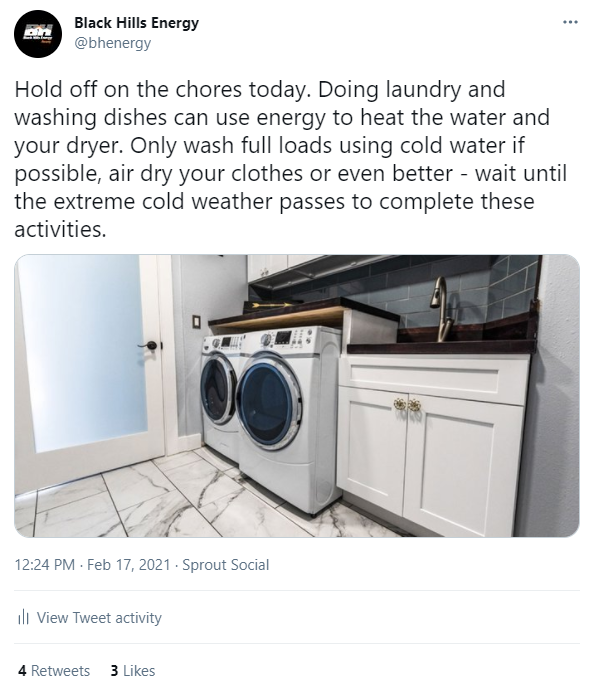 Black Hills Energy
@bhenergy
Hold off on the chores today. Doing laundry and
washing dishes can use energy to heat the water and
your dryer. Only wash full loads using cold water if
possible, air dry your clothes or even better - wait until
the extreme cold weather passes to complete these
activities.
12:24 PM · Feb 17, 2021 · Sprout Social
View Tweet activity
4 Retweets 3 Likes